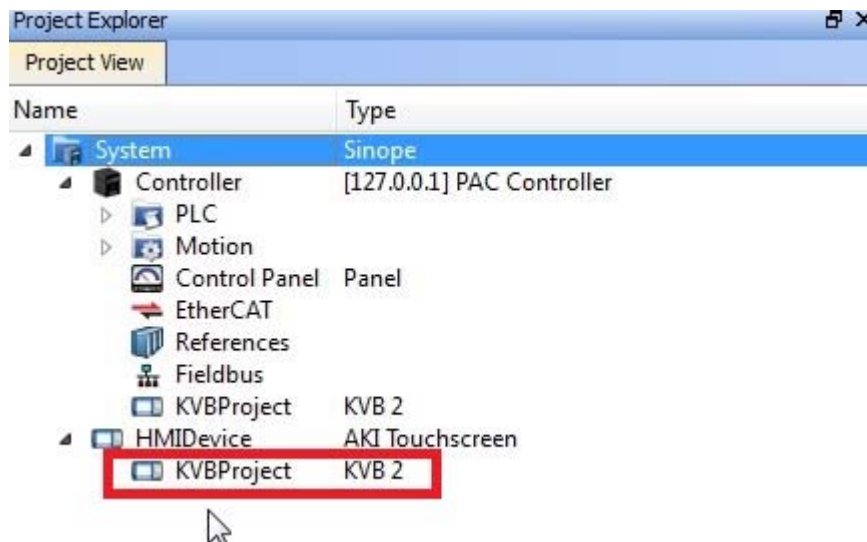 Project Explorer
Project View
Name Type
System Sinope
Controller [127.0.0.1] PAC Controller
PLC
Motion
Control Panel Panel
EtherCAT
References
Fieldbus
KVBProject KVB 2
HMIDevice AKI Touchscreen
KVBProject KVB 2